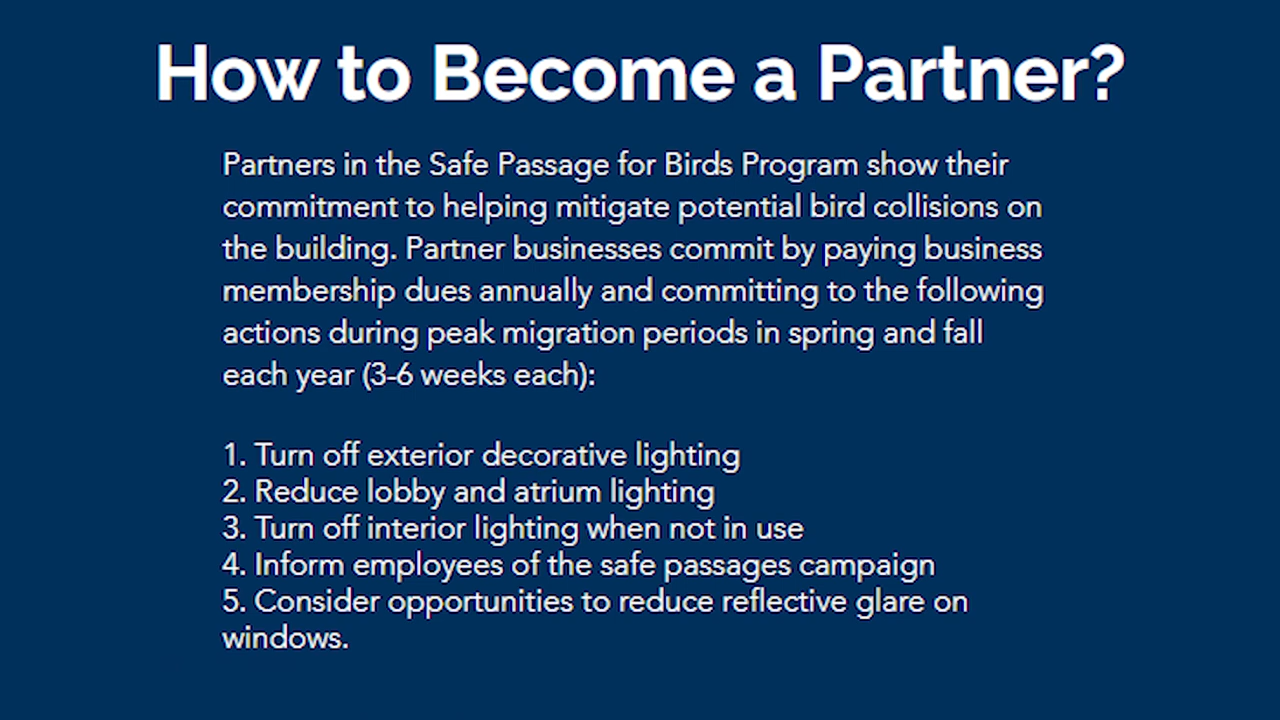 How to Become a Partner?
Partners in the Safe Passage for Birds Program show their
commitment to helping mitigate potential bird collisions on
the building. Partner businesses commit by paying business
membership dues annually and committing to the following
actions during peak migration periods in spring and fall
each year (3-6 weeks each):
1. Turn off exterior decorative lighting
2. Reduce lobby and atrium lighting
3. Turn off interior lighting when not in use
4. Inform employees of the safe passages campaign
5. Consider opportunities to reduce reflective glare on
windows.